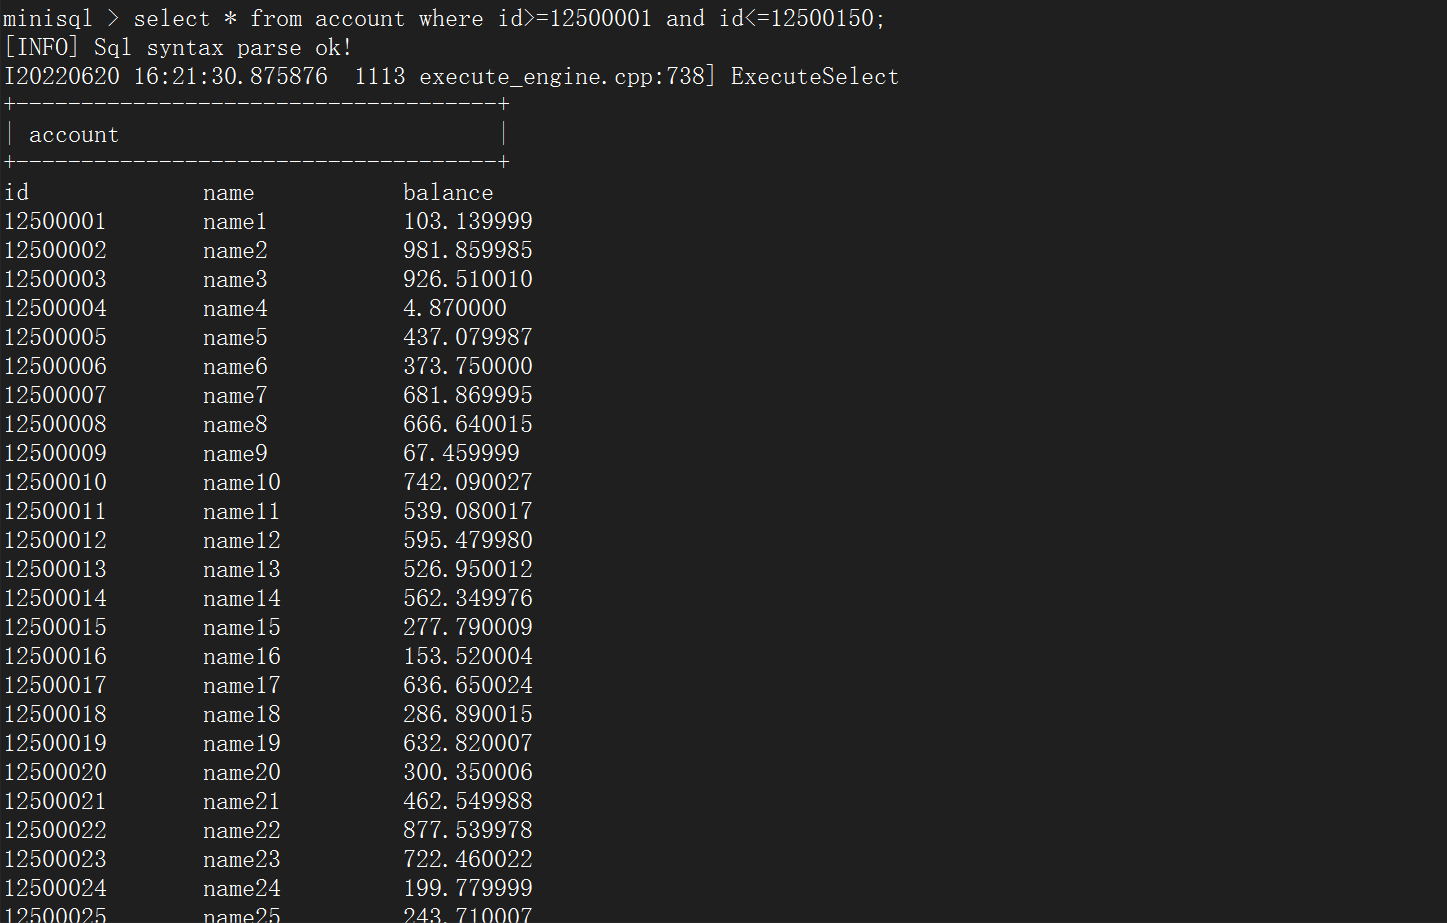 minisql > select * from account where id>=12500001 and id<=12500150;
[INFO] Sql syntax parse ok!
I20220620 16:21:30.875876  1113 execute_engine.cpp:738] ExecuteSelect
+-------------------------------------+
| account                             |
+-------------------------------------+
id             name           balance
12500001       name1          103.139999
12500002       name2          981.859985
12500003       name3          926.510010
12500004       name4          4.870000
12500005       name5          437.079987
12500006       name6          373.750000
12500007       name7          681.869995
12500008       name8          666.640015
12500009       name9          67.459999
12500010       name10         742.090027
12500011       name11         539.080017
12500012       name12         595.479980
12500013       name13         526.950012
12500014       name14         562.349976
12500015       name15         277.790009
12500016       name16         153.520004
12500017       name17         636.650024
12500018       name18         286.890015
12500019       name19         632.820007
12500020       name20         300.350006
12500021       name21         462.549988
12500022       name22         877.539978
12500023       name23         722.460022
12500024       name24         199.779999
12500025       name25         243.710007